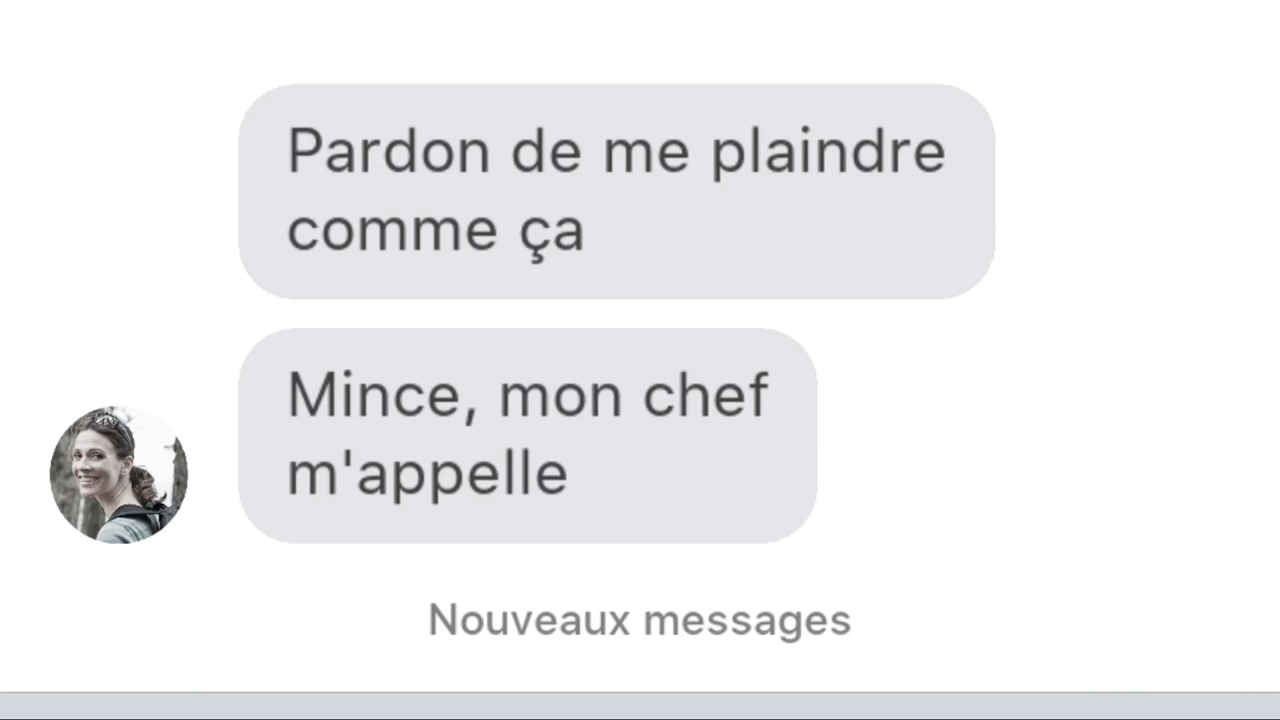 Pardon de me plaindre
comme ça
Mince, mon chef
m'appelle
Nouveaux messages